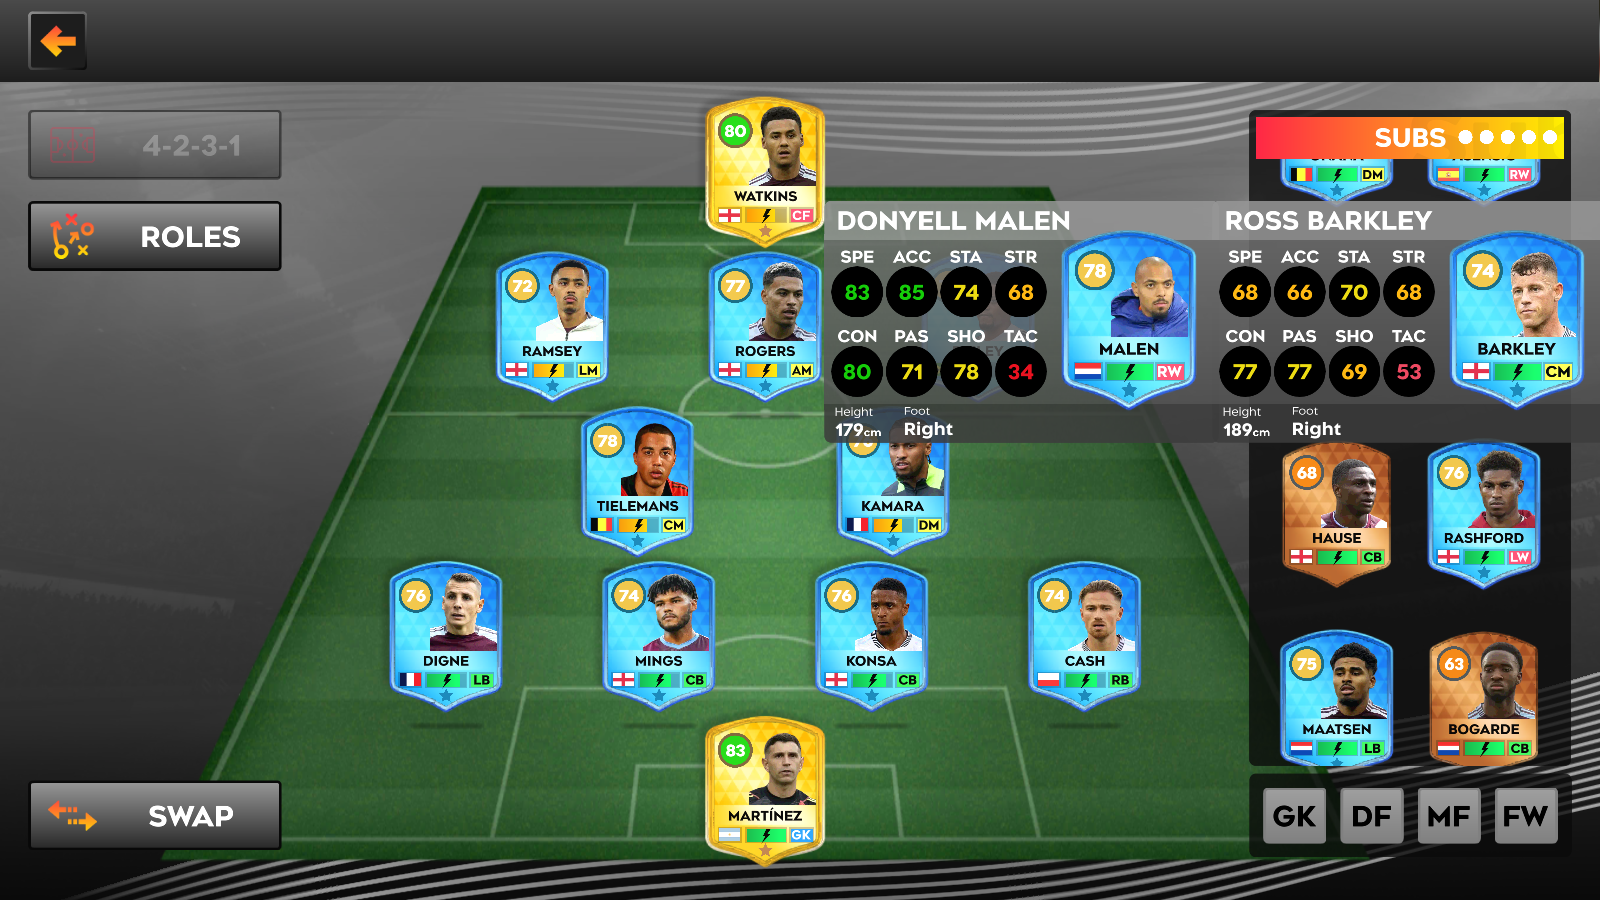 4-2-3-1
ROLES
SWAP
80
WATKINS
CF
72
RAMSEY
LM
77
ROGERS
AM
78
TIELEMANS
CM
KAMARA
DM
76
DIGNE
LB
74
MINGS
CB
76
KONSA
CB
74
CASH
RB
83
MARTÍNEZ
GK
DONYELL MALEN
SPE ACC STA STR
83 85 74 68
CON PAS SHO TAC
80 71 78 34
Height Foot
179cm Right
78
MALEN
RW
ROSS BARKLEY
SPE ACC STA STR
68 66 70 68
CON PAS SHO TAC
77 77 69 53
Height Foot
189cm Right
74
BARKLEY
CM
SUBS
DM
RW
68
HAUSE
CB
76
RASHFORD
LW
75
MAATSEN
LB
63
BOGARDE
CB
GK DF MF FW